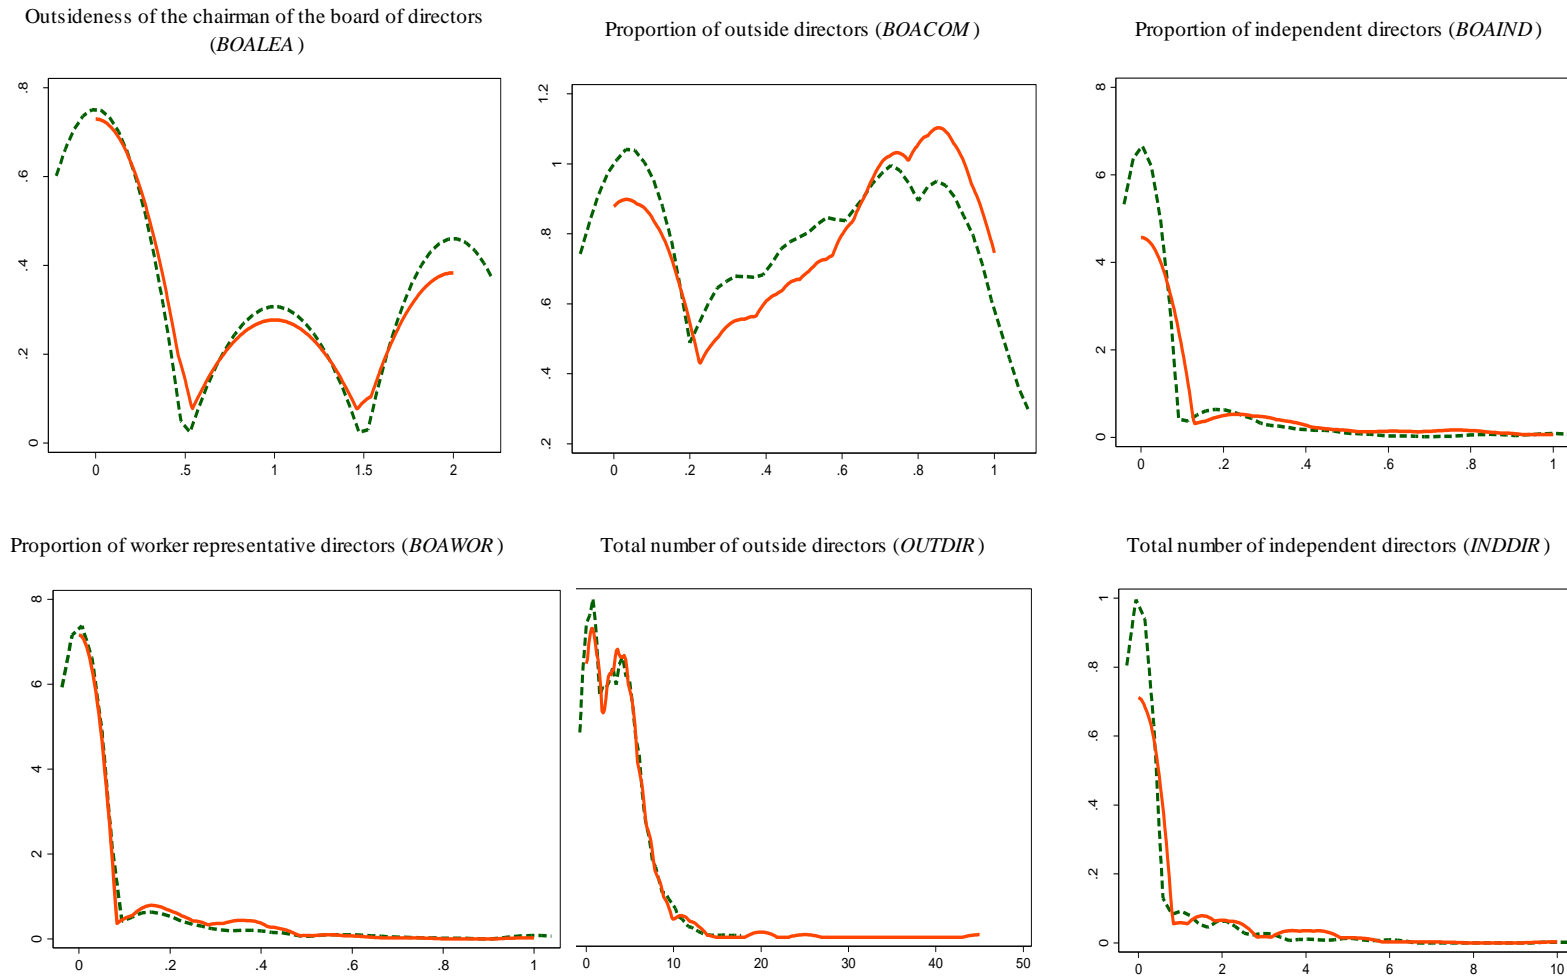 Outsideness of the chairman of the board of directors
(BOALEA)
Proportion of outside directors (BOACOM)
Proportion of independent directors (BOAIND)
.8
.6
.4
.2
0
0 .5 1 1.5 2
1.2
1
.8
.6
.4
.2
0 .2 .4 .6 .8 1
8
6
4
2
0
0 .2 .4 .6 .8 1
Proportion of worker representative directors (BOAWOR)
Total number of outside directors (OUTDIR)
Total number of independent directors (INDDIR)
8
6
4
2
0
0 .2 .4 .6 .8 1
0 10 20 30 40 50
1
.8
.6
.4
.2
0
0 2 4 6 8 10